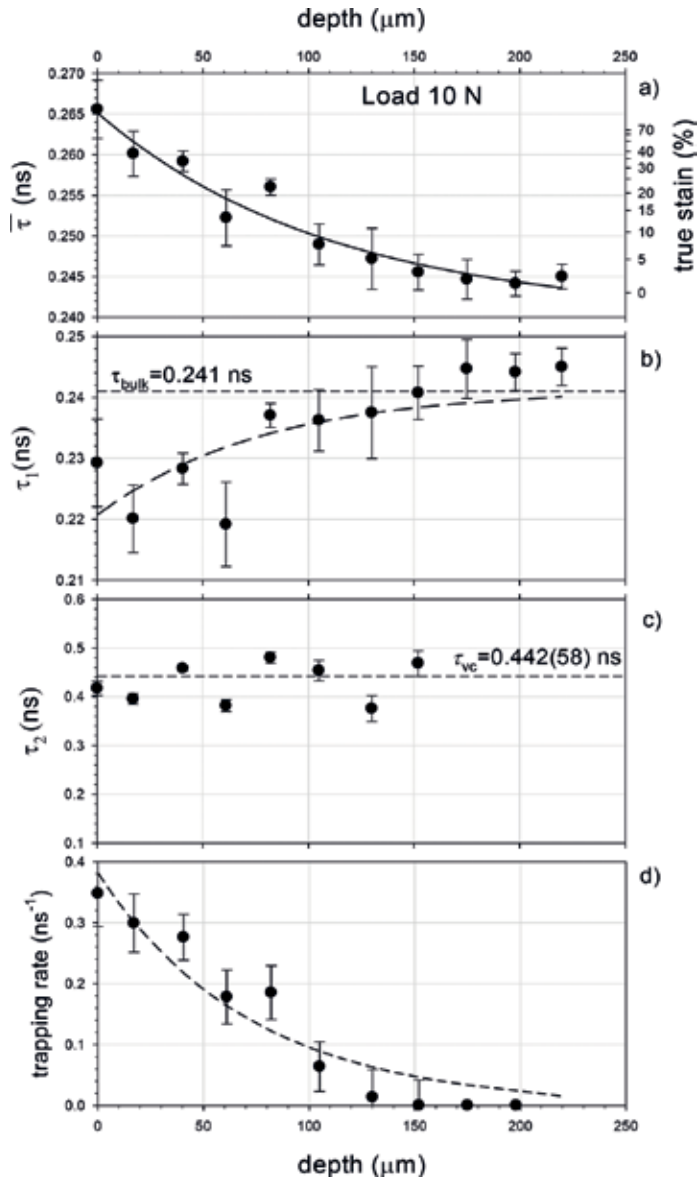 depth (μm)
0 50 100 150 200 250
0.270
0.265
0.260
0.255
0.250
0.245
0.240
τ̅ (ns)
Load 10 N
a)
70
40
30
20
15
10
5
0
true stain (%)
0.25
0.24
0.23
0.22
0.21
τ₁(ns)
τbulk=0.241 ns
b)
0.6
0.5
0.4
0.3
0.2
0.1
τ₂(ns)
τvc=0.442(58) ns
c)
0.4
0.3
0.2
0.1
0.0
trapping rate (ns⁻¹)
d)
0 50 100 150 200 250
depth (μm)